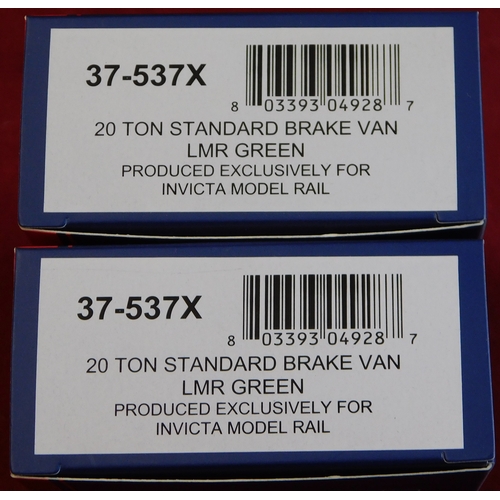 37-537X
8 03393 04928 7
20 TON STANDARD BRAKE VAN
LMR GREEN
PRODUCED EXCLUSIVELY FOR
INVICTA MODEL RAIL
37-537X
8 03393 04928 7
20 TON STANDARD BRAKE VAN
LMR GREEN
PRODUCED EXCLUSIVELY FOR
INVICTA MODEL RAIL